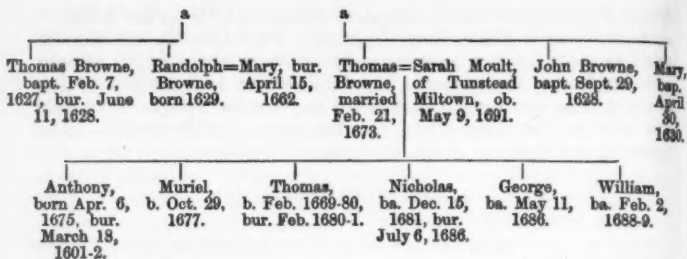 a
a
Thomas Browne,
bapt. Feb. 7,
1627, bur. June
11, 1628.
Randolph=Mary, bur.
Browne, April 15,
born 1629. 1662.
Thomas=Sarah Moult,
Browne, of Tunstead
married Miltown, ob.
Feb. 21, May 9, 1691.
1673.
John Browne,
bapt. Sept. 29,
1628.
Mary,
bap.
April
30,
1630.
Anthony,
born Apr. 6,
1675, bur.
March 18,
1601-2.
Muriel,
b. Oct. 29,
1677.
Thomas,
b. Feb. 1669-80,
bur. Feb. 1680-1.
Nicholas,
ba. Dec. 15,
1681, bur.
July 6, 1686.
George,
ba. May 11,
1686.
William,
ba. Feb. 2,
1688-9.